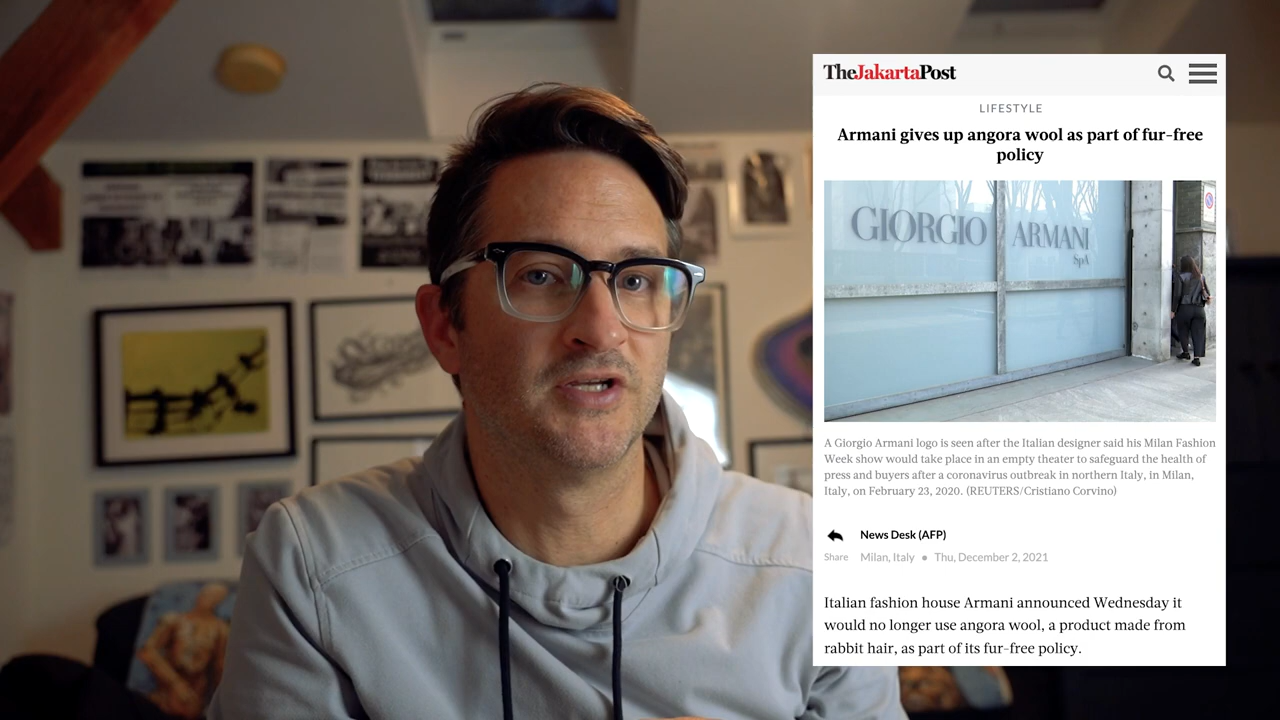 TheJakartaPost
LIFESTYLE
Armani gives up angora wool as part of fur-free
policy
GIORGIO ARMANI
SpA
A Giorgio Armani logo is seen after the Italian designer said his Milan Fashion
Week show would take place in an empty theater to safeguard the health of
press and buyers after a coronavirus outbreak in northern Italy, in Milan,
Italy, on February 23, 2020. (REUTERS/Cristiano Corvino)
News Desk (AFP)
Share Milan, Italy • Thu, December 2, 2021
Italian fashion house Armani announced Wednesday it
would no longer use angora wool, a product made from
rabbit hair, as part of its fur-free policy.